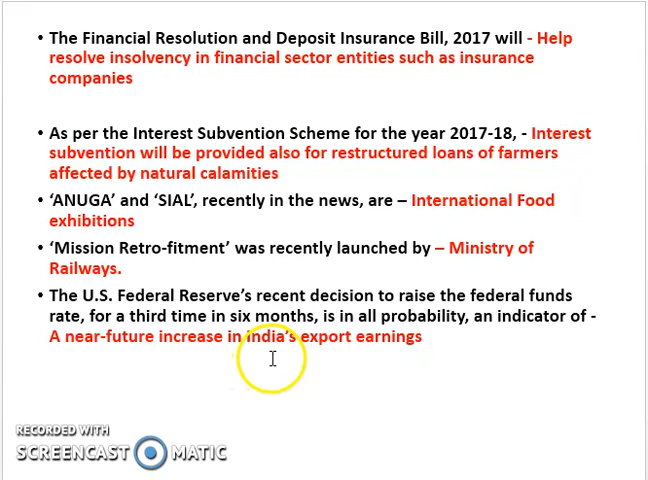 • The Financial Resolution and Deposit Insurance Bill, 2017 will - Help
resolve insolvency in financial sector entities such as insurance
companies
• As per the Interest Subvention Scheme for the year 2017-18, - Interest
subvention will be provided also for restructured loans of farmers
affected by natural calamities
• ‘ANUGA’ and ‘SIAL’, recently in the news, are – International Food
exhibitions
• ‘Mission Retro-fitment’ was recently launched by – Ministry of
Railways.
• The U.S. Federal Reserve’s recent decision to raise the federal funds
rate, for a third time in six months, is in all probability, an indicator of -
A near-future increase in india’s export earnings
RECORDED WITH
SCREENCAST MATIC